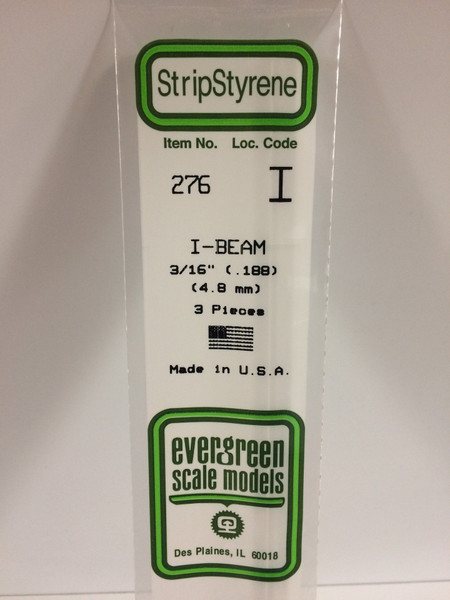 StripStyrene
Item No. Loc. Code
276 I
I-BEAM
3/16" (.188)
(4.8 mm)
3 Pieces
Made in U.S.A.
evergreen
scale models
Des Plaines, IL 60018